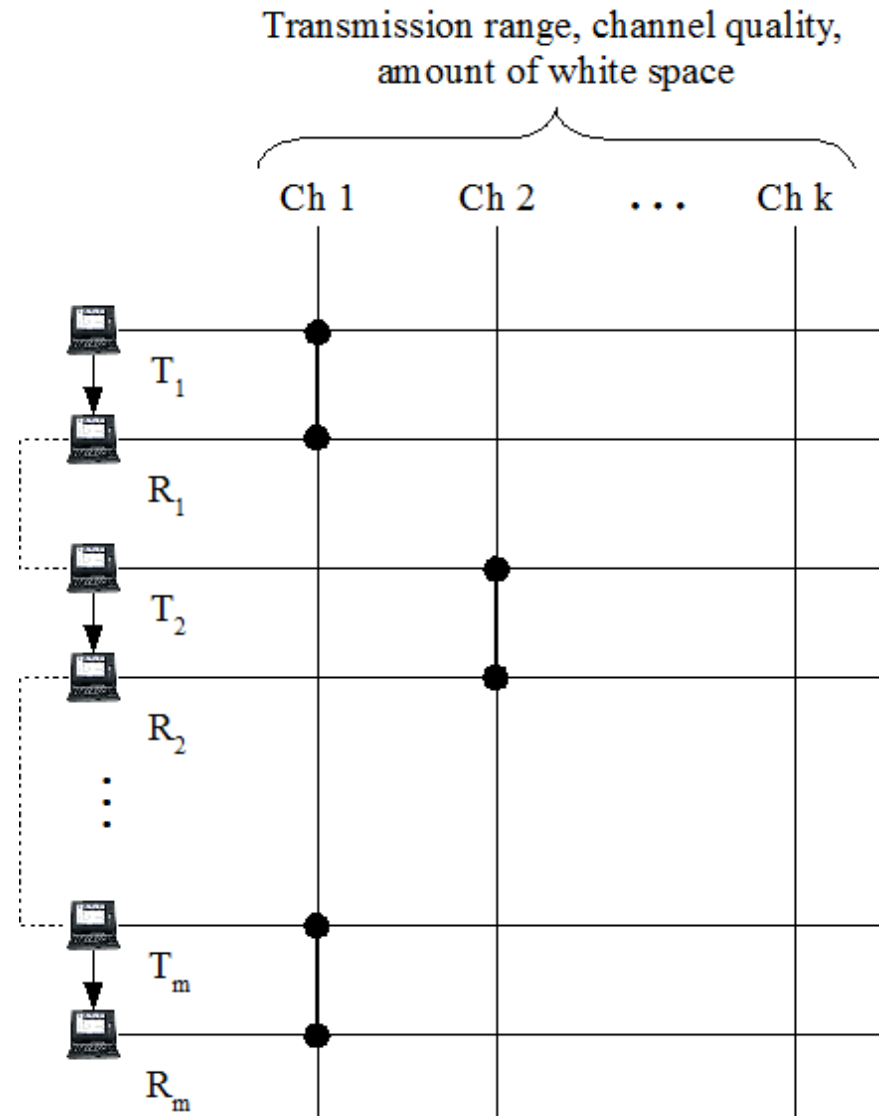 Transmission range, channel quality,
amount of white space
Ch 1 Ch 2 . . . Ch k
T1
R1
T2
R2
⋮
Tm
Rm